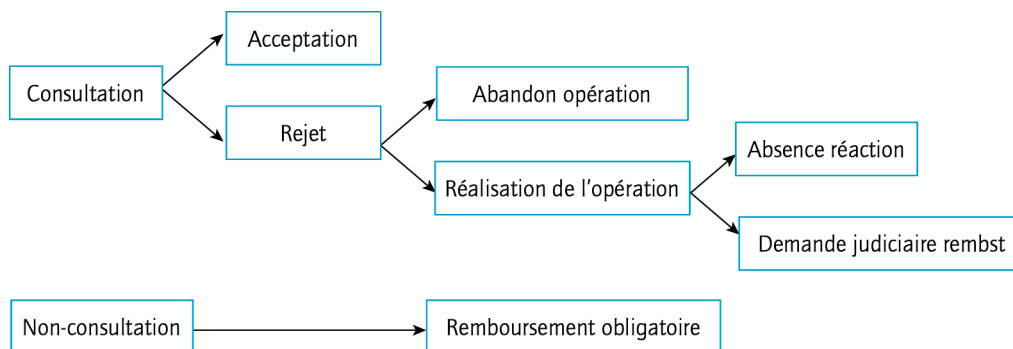 Acceptation
Consultation
Abandon opération
Rejet
Absence réaction
Réalisation de l'opération
Demande judiciaire rembst
Non-consultation
Remboursement obligatoire